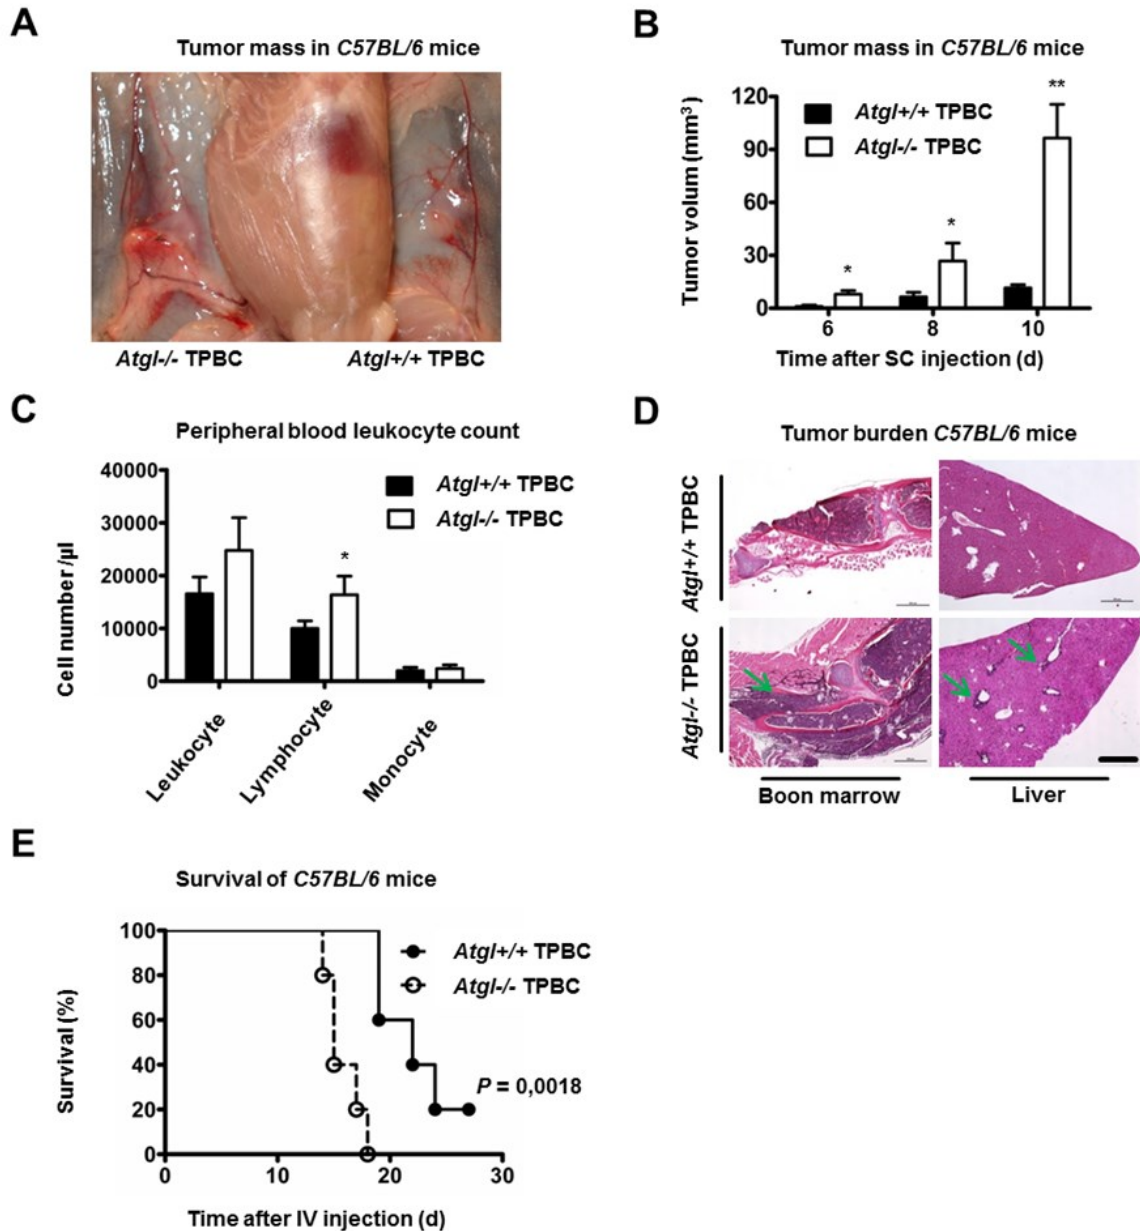 A
Tumor mass in C57BL/6 mice
Atgl-/- TPBC
Atgl+/+ TPBC
B
Tumor mass in C57BL/6 mice
Tumor volum (mm³)
120
90
60
30
0
Atgl+/+ TPBC
Atgl-/- TPBC
*
*
**
6
8
10
Time after SC injection (d)
C
Peripheral blood leukocyte count
Cell number /µl
40000
30000
20000
10000
0
Atgl+/+ TPBC
Atgl-/- TPBC
*
Leukocyte
Lymphocyte
Monocyte
D
Tumor burden C57BL/6 mice
Atgl+/+ TPBC
Atgl-/- TPBC
Boon marrow
Liver
E
Survival of C57BL/6 mice
Survival (%)
100
80
60
40
20
0
Atgl+/+ TPBC
Atgl-/- TPBC
P = 0,0018
0
10
20
30
Time after IV injection (d)